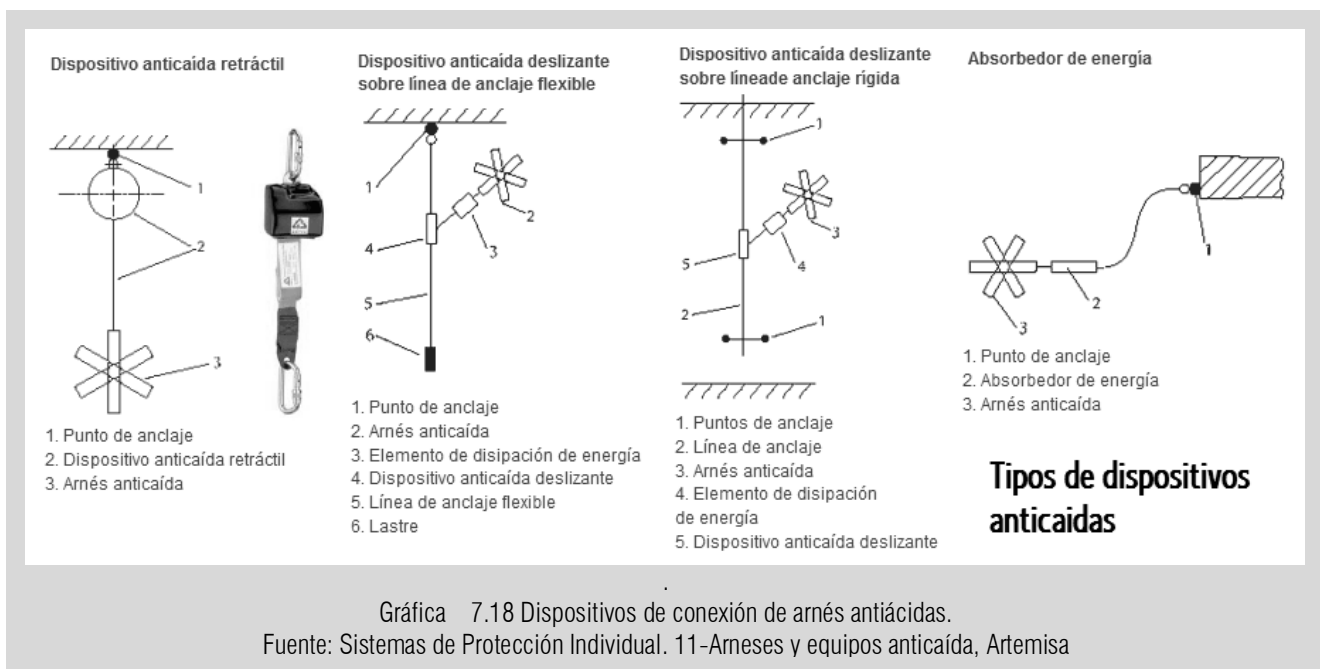 Dispositivo anticaída retráctil
1
2
3
1. Punto de anclaje
2. Dispositivo anticaída retráctil
3. Arnés anticaída
Dispositivo anticaída deslizante
sobre línea de anclaje flexible
1
2
3
4
5
6
1. Punto de anclaje
2. Arnés anticaída
3. Elemento de disipación de energía
4. Dispositivo anticaída deslizante
5. Línea de anclaje flexible
6. Lastre
Dispositivo anticaída deslizante
sobre líneade anclaje rígida
1
3
4
5
2
1
1. Puntos de anclaje
2. Línea de anclaje
3. Arnés anticaída
4. Elemento de disipación
de energía
5. Dispositivo anticaída deslizante
Absorbedor de energía
1
2
3
1. Punto de anclaje
2. Absorbedor de energía
3. Arnés anticaída
Tipos de dispositivos
anticaidas
.
Gráfica 7.18 Dispositivos de conexión de arnés antiácidas.
Fuente: Sistemas de Protección Individual. 11-Arneses y equipos anticaída, Artemisa